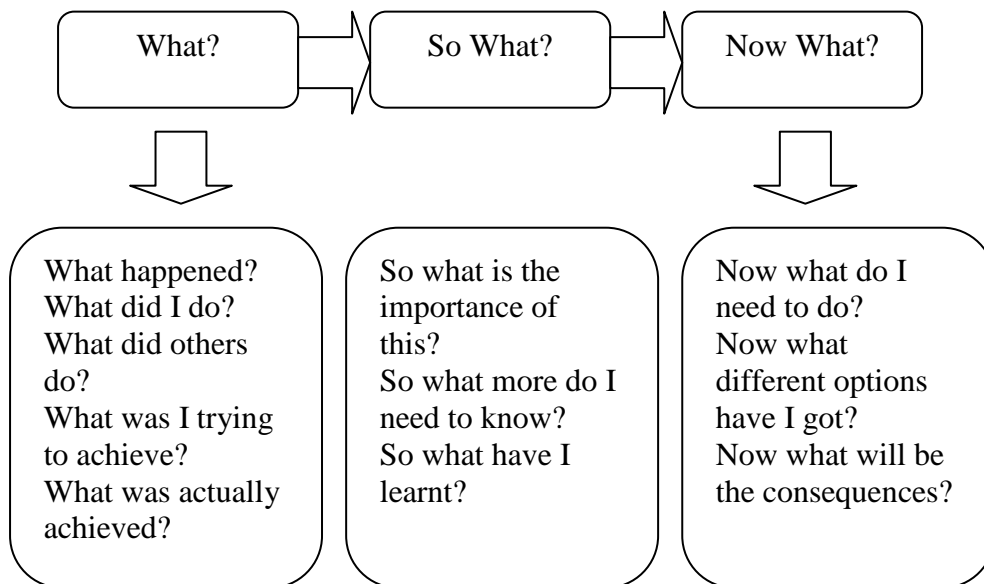 What?
So What?
Now What?
What happened?
What did I do?
What did others
do?
What was I trying
to achieve?
What was actually
achieved?
So what is the
importance of
this?
So what more do I
need to know?
So what have I
learnt?
Now what do I
need to do?
Now what
different options
have I got?
Now what will be
the consequences?